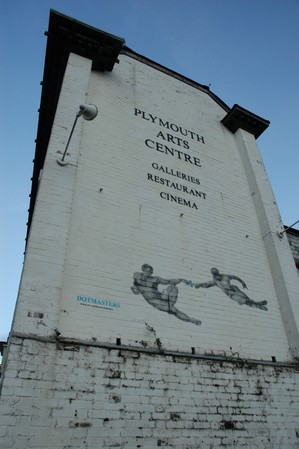 PLYMOUTH
ARTS
CENTRE
GALLERIES
RESTAURANT
CINEMA
DOTMASTERS